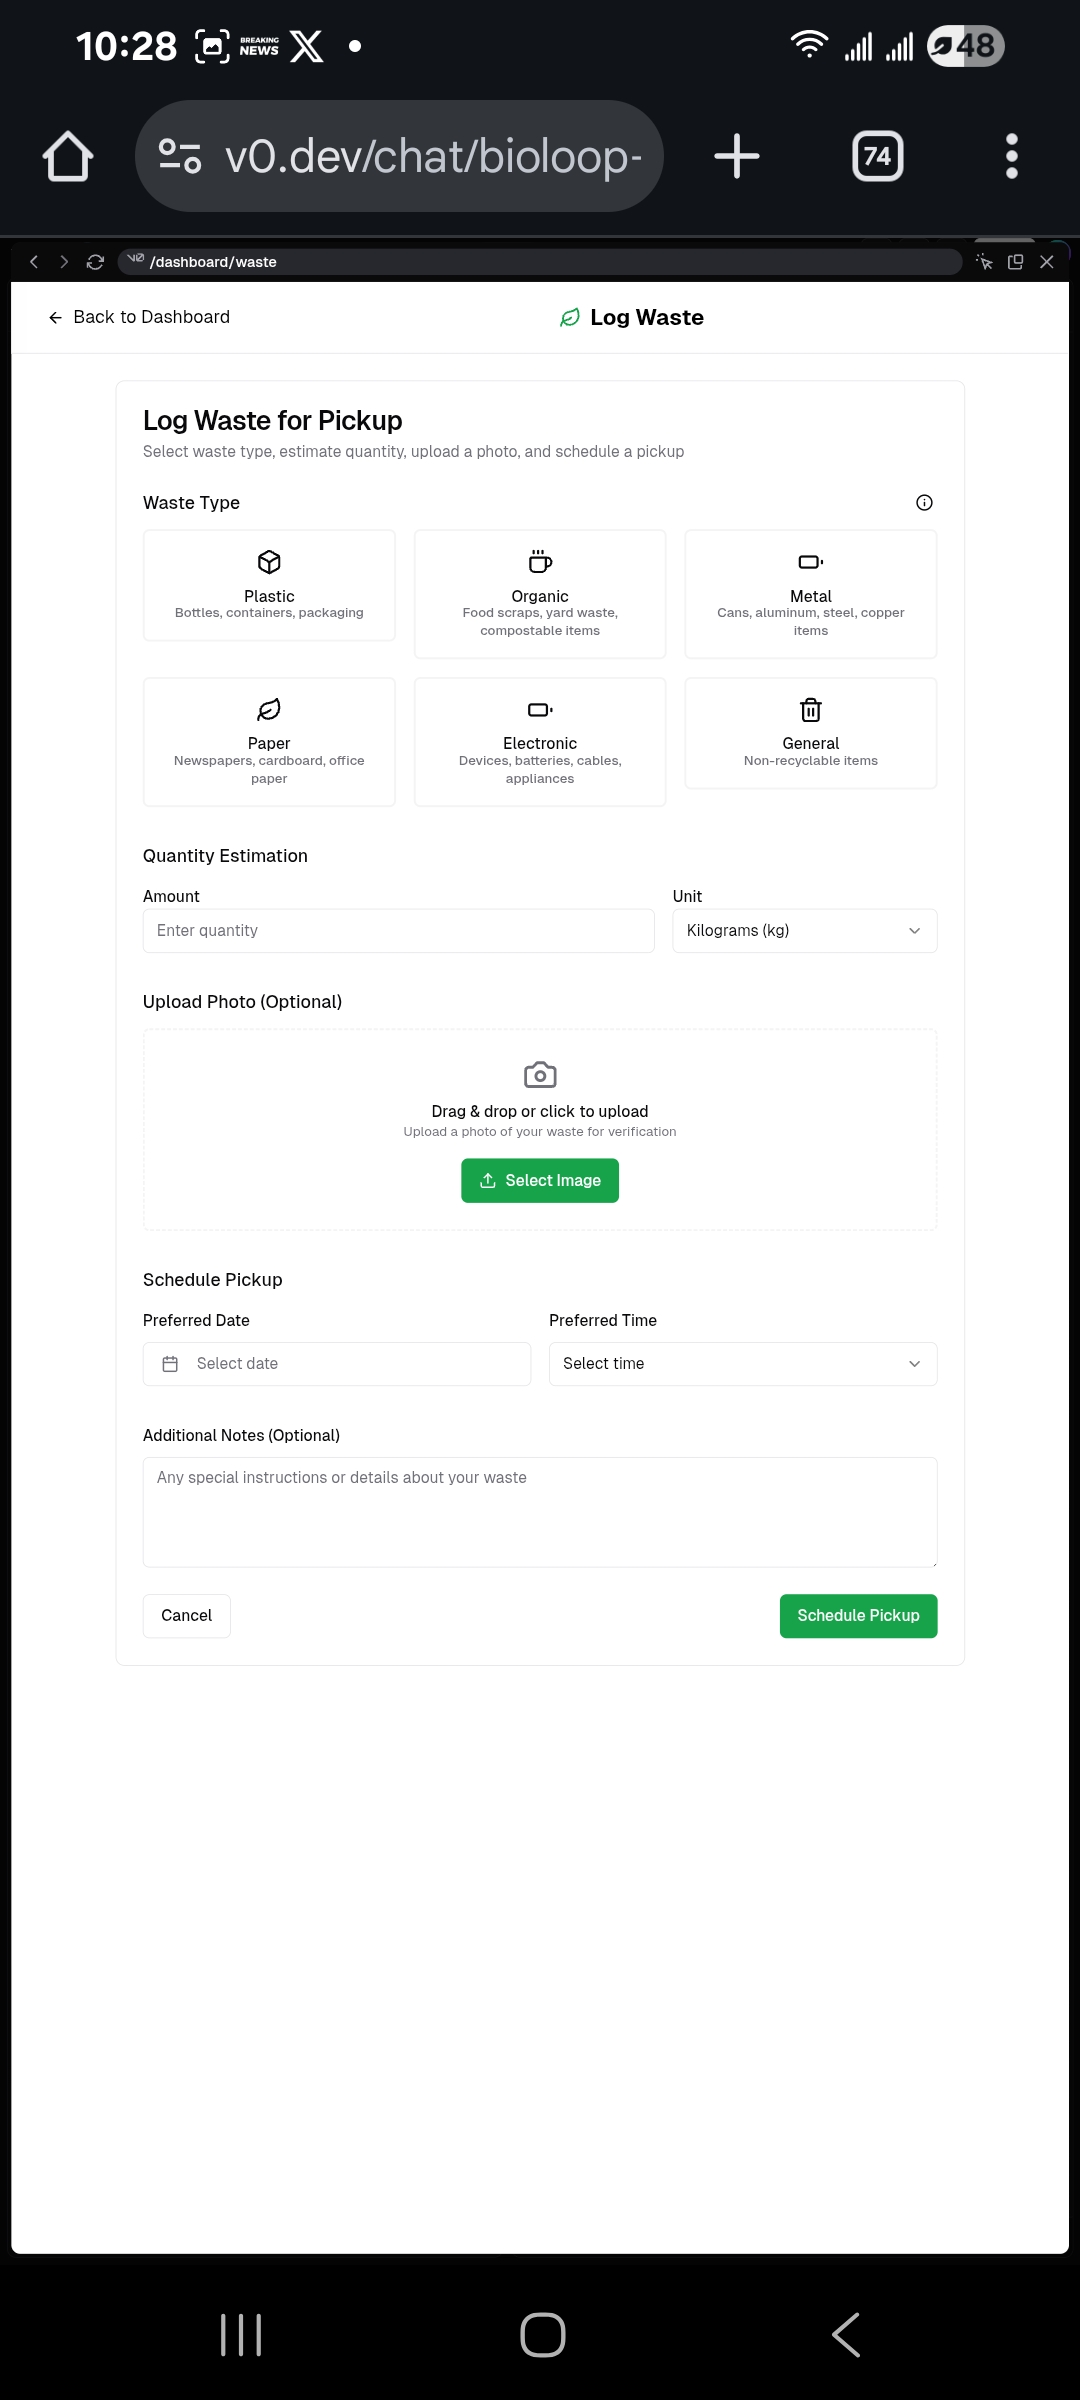 10:28 BREAKING NEWS 48
v0.dev/chat/bioloop- 74
v0 /dashboard/waste
Back to Dashboard
Log Waste
Log Waste for Pickup
Select waste type, estimate quantity, upload a photo, and schedule a pickup
Waste Type
Plastic
Bottles, containers, packaging
Organic
Food scraps, yard waste,
compostable items
Metal
Cans, aluminum, steel, copper
items
Paper
Newspapers, cardboard, office
paper
Electronic
Devices, batteries, cables,
appliances
General
Non-recyclable items
Quantity Estimation
Amount
Enter quantity
Unit
Kilograms (kg)
Upload Photo (Optional)
Drag & drop or click to upload
Upload a photo of your waste for verification
Select Image
Schedule Pickup
Preferred Date
Select date
Preferred Time
Select time
Additional Notes (Optional)
Any special instructions or details about your waste
Cancel
Schedule Pickup